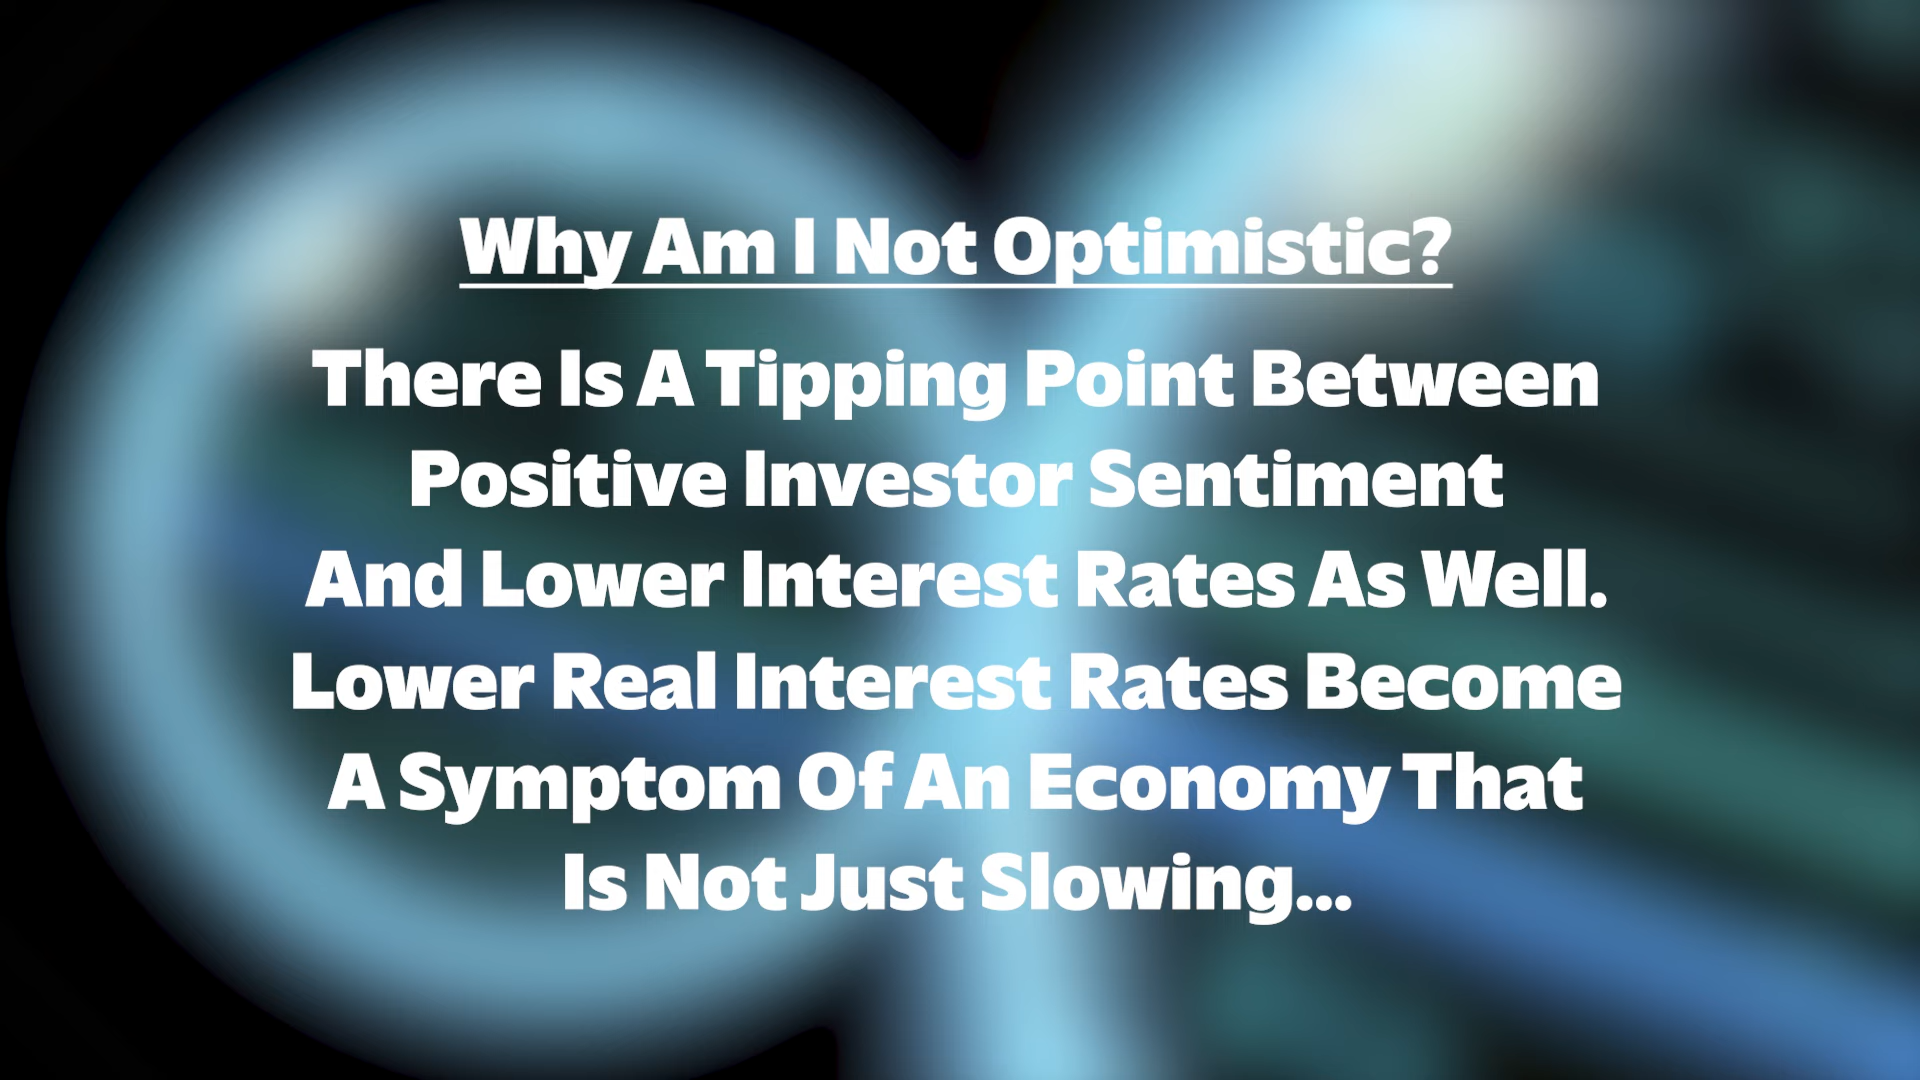 Why Am I Not Optimistic?
There Is A Tipping Point Between
Positive Investor Sentiment
And Lower Interest Rates As Well.
Lower Real Interest Rates Become
A Symptom Of An Economy That
Is Not Just Slowing...